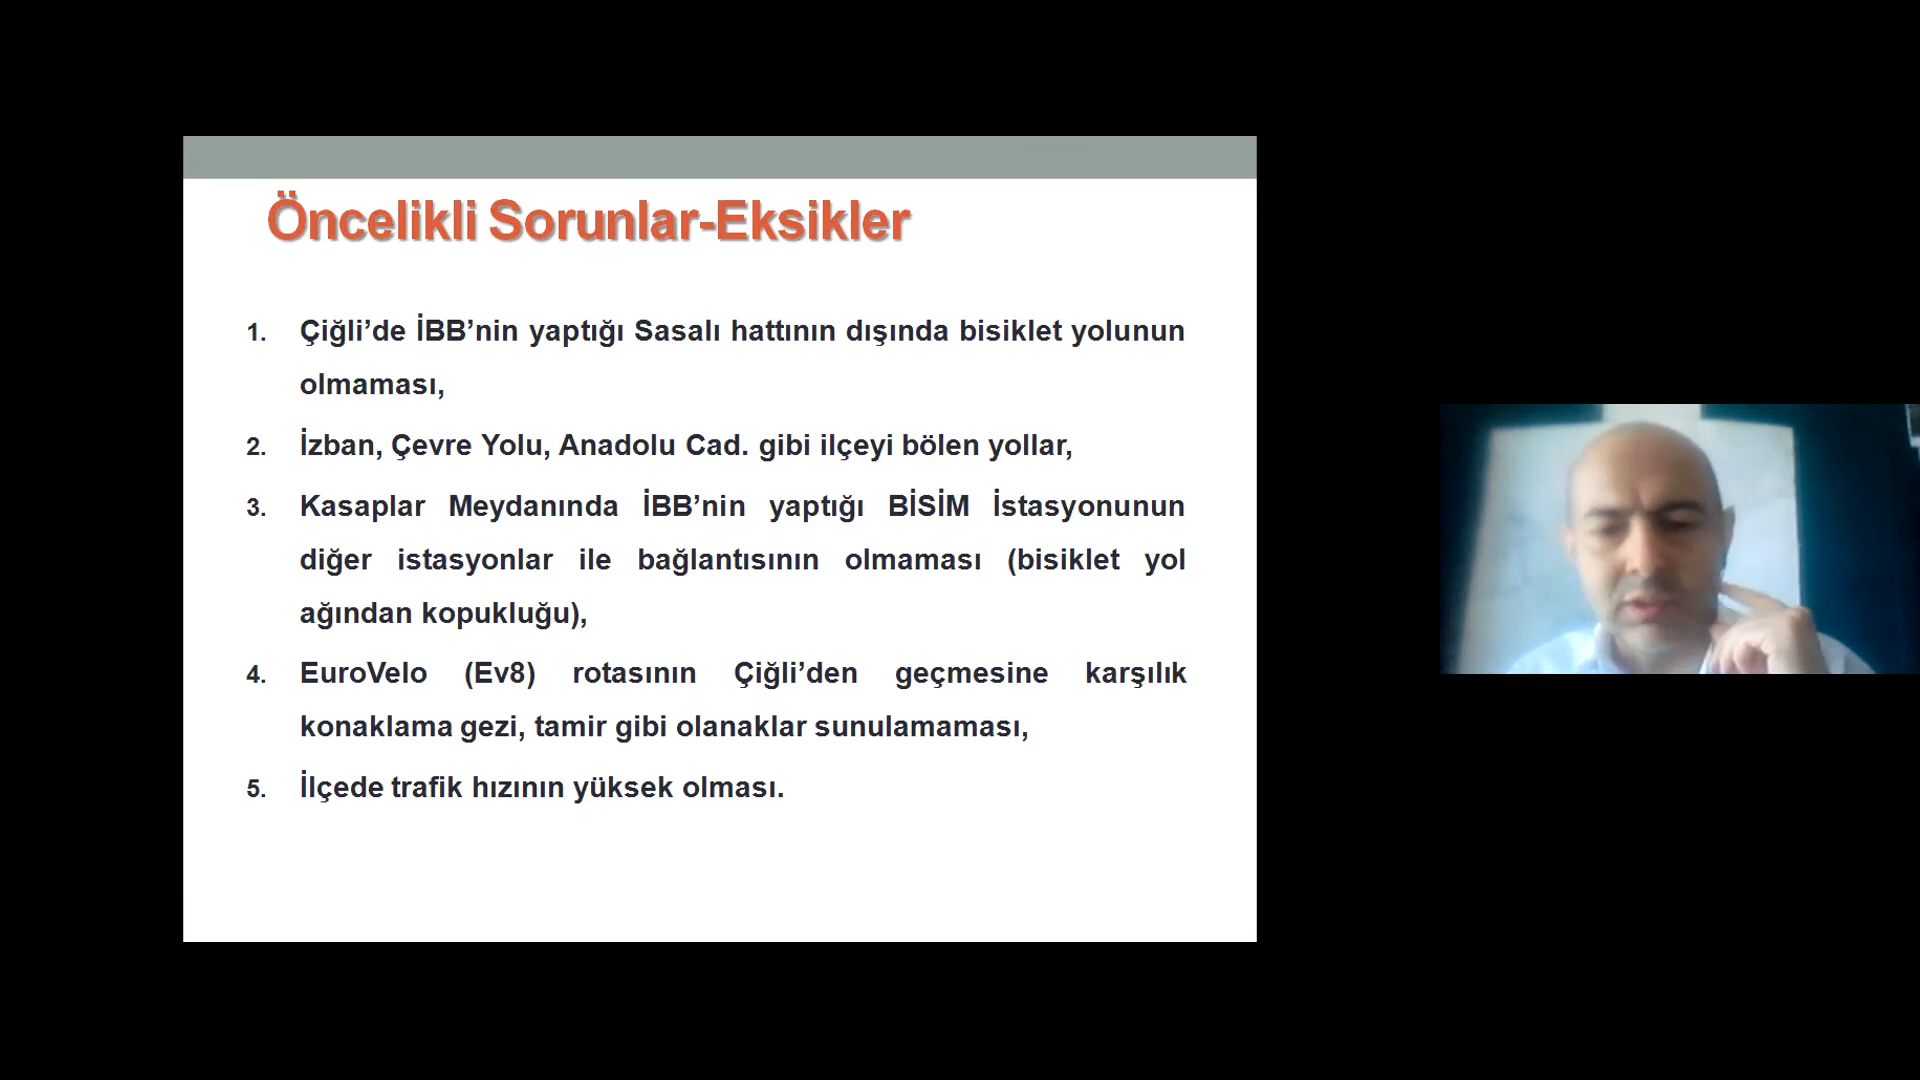 Öncelikli Sorunlar-Eksikler
1. Çiğli’de İBB’nin yaptığı Sasalı hattının dışında bisiklet yolunun
olmaması,
2. İzban, Çevre Yolu, Anadolu Cad. gibi ilçeyi bölen yollar,
3. Kasaplar Meydanında İBB’nin yaptığı BİSİM İstasyonunun
diğer istasyonlar ile bağlantısının olmaması (bisiklet yol
ağından kopukluğu),
4. EuroVelo (Ev8) rotasının Çiğli’den geçmesine karşılık
konaklama gezi, tamir gibi olanaklar sunulamaması,
5. İlçede trafik hızının yüksek olması.